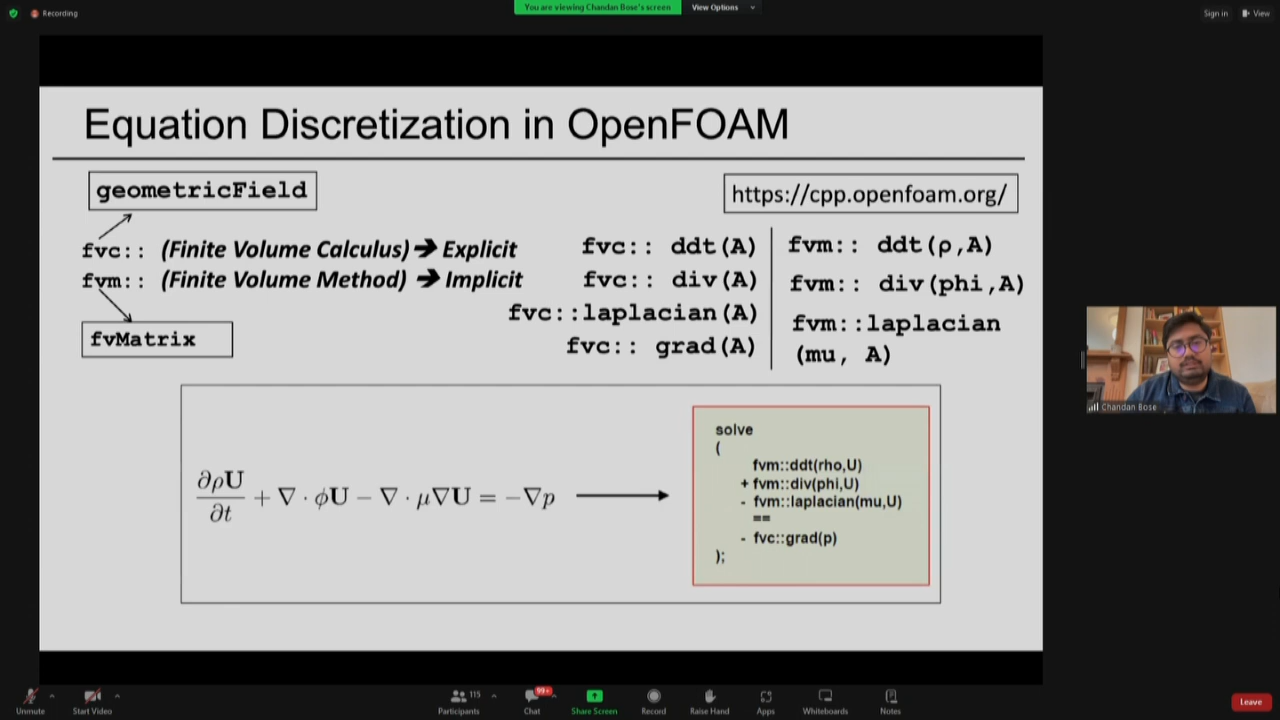 Recording
You are viewing Chandan Bose's screen
View Options
Sign in
View
Equation Discretization in OpenFOAM
geometricField
https://cpp.openfoam.org/
fvc:: (Finite Volume Calculus) ➔ Explicit
fvm:: (Finite Volume Method) ➔ Implicit
fvMatrix
fvc:: ddt(A)
fvc:: div(A)
fvc::laplacian(A)
fvc:: grad(A)
fvm:: ddt(ρ,A)
fvm:: div(phi,A)
fvm::laplacian
(mu, A)
∂ρU/∂t + ∇ · ϕU − ∇ · μ∇U = −∇p
solve
(
fvm::ddt(rho,U)
+ fvm::div(phi,U)
- fvm::laplacian(mu,U)
==
- fvc::grad(p)
);
Chandan Bose
Unmute
Start Video
Participants
115
Chat
99+
Share Screen
Record
Raise Hand
Apps
Whiteboards
Notes
Leave